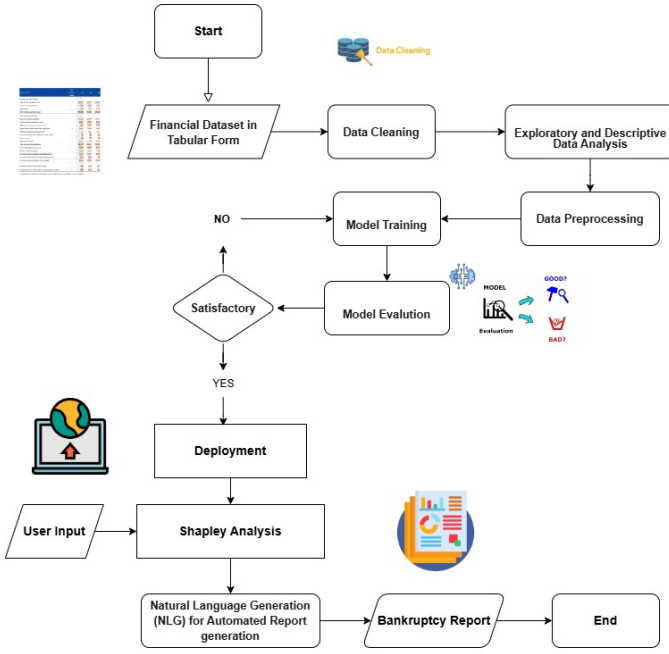 Start
Data Cleaning
Financial Dataset in
Tabular Form
Data Cleaning
Exploratory and Descriptive
Data Analysis
NO
Model Training
Data Preprocessing
Satisfactory
Model Evalution
MODEL
Evaluation
GOOD?
BAD?
YES
Deployment
User Input
Shapley Analysis
Natural Language Generation
(NLG) for Automated Report
generation
Bankruptcy Report
End